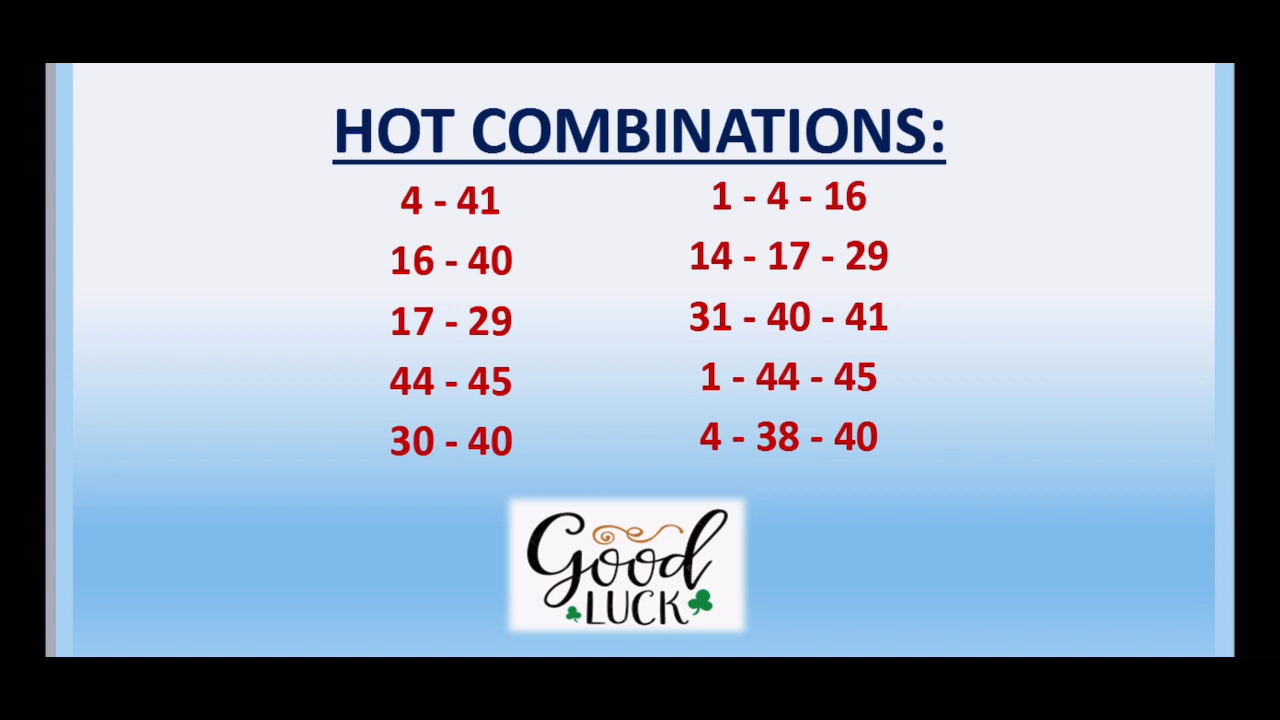 HOT COMBINATIONS:
4 - 41
16 - 40
17 - 29
44 - 45
30 - 40
1 - 4 - 16
14 - 17 - 29
31 - 40 - 41
1 - 44 - 45
4 - 38 - 40
Good
LUCK